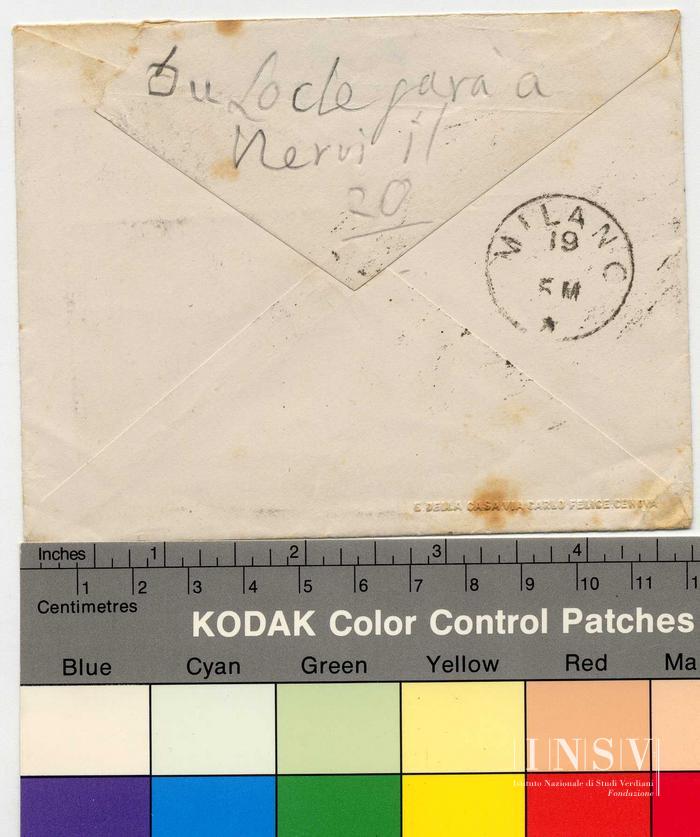 Du Locle sarà a
Nervi il
20
MILANO
19
5 M
E DELLA CASA VIA CARLO FELICE GENOVA
Inches 1 2 3 4
1 2 3 4 5 6 7 8 9 10 11
Centimetres
KODAK Color Control Patches
Blue Cyan Green Yellow Red Ma
INSV
Istituto Nazionale di Studi Verdiani
Fondazione